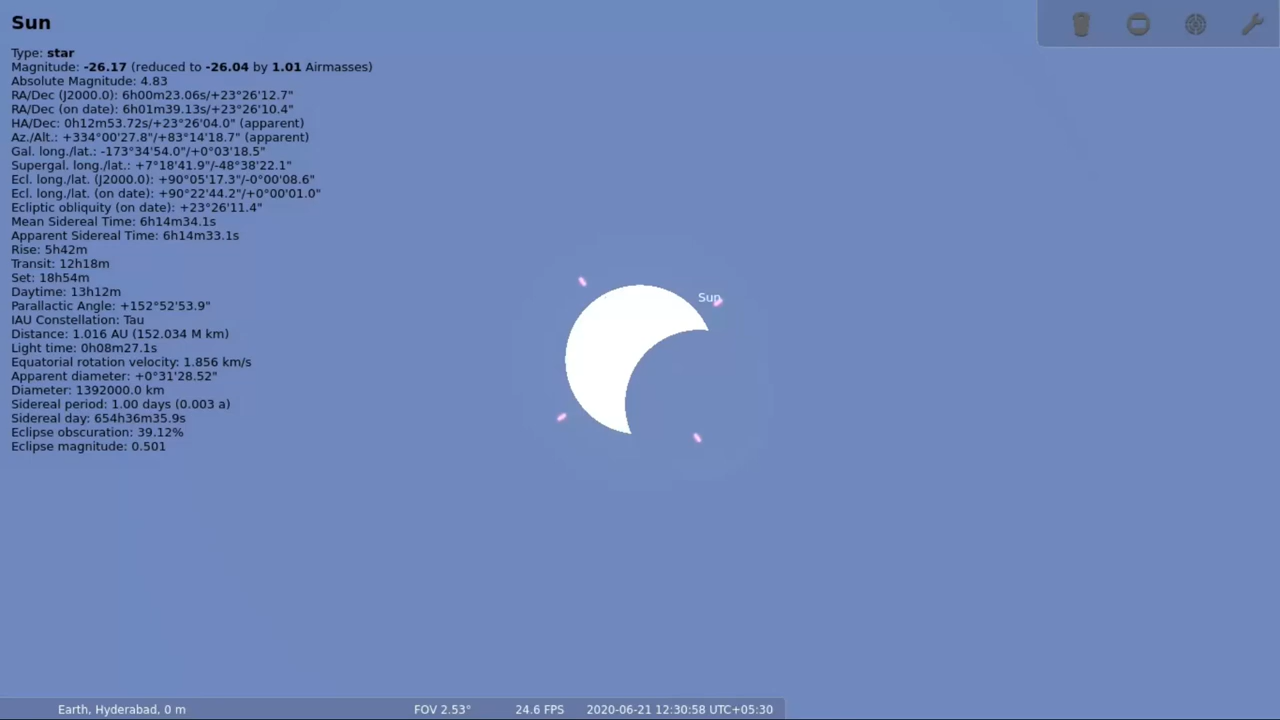 Sun
Type: star
Magnitude: -26.17 (reduced to -26.04 by 1.01 Airmasses)
Absolute Magnitude: 4.83
RA/Dec (J2000.0): 6h00m23.06s/+23°26'12.7"
RA/Dec (on date): 6h01m39.13s/+23°26'10.4"
HA/Dec: 0h12m53.72s/+23°26'04.0" (apparent)
Az./Alt.: +334°00'27.8"/+83°14'18.7" (apparent)
Gal. long./lat.: -173°34'54.0"/+0°03'18.5"
Supergal. long./lat.: +7°18'41.9"/-48°38'22.1"
Ecl. long./lat. (J2000.0): +90°05'17.3"/-0°00'08.6"
Ecl. long./lat. (on date): +90°22'44.2"/+0°00'01.0"
Ecliptic obliquity (on date): +23°26'11.4"
Mean Sidereal Time: 6h14m34.1s
Apparent Sidereal Time: 6h14m33.1s
Rise: 5h42m
Transit: 12h18m
Set: 18h54m
Daytime: 13h12m
Parallactic Angle: +152°52'53.9"
IAU Constellation: Tau
Distance: 1.016 AU (152.034 M km)
Light time: 0h08m27.1s
Equatorial rotation velocity: 1.856 km/s
Apparent diameter: +0°31'28.52"
Diameter: 1392000.0 km
Sidereal period: 1.00 days (0.003 a)
Sidereal day: 654h36m35.9s
Eclipse obscuration: 39.12%
Eclipse magnitude: 0.501
Sun
Earth, Hyderabad, 0 m FOV 2.53° 24.6 FPS 2020-06-21 12:30:58 UTC+05:30